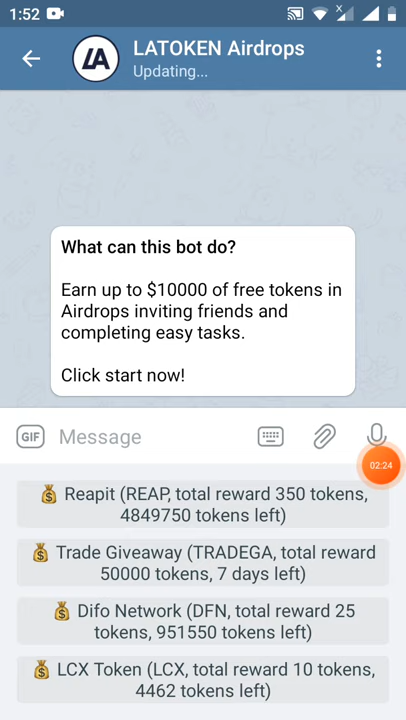 1:52
LATOKEN Airdrops
Updating...
What can this bot do?
Earn up to $10000 of free tokens in
Airdrops inviting friends and
completing easy tasks.
Click start now!
GIF Message
02:24
💰 Reapit (REAP, total reward 350 tokens,
4849750 tokens left)
💰 Trade Giveaway (TRADEGA, total reward
50000 tokens, 7 days left)
💰 Difo Network (DFN, total reward 25
tokens, 951550 tokens left)
💰 LCX Token (LCX, total reward 10 tokens,
4462 tokens left)